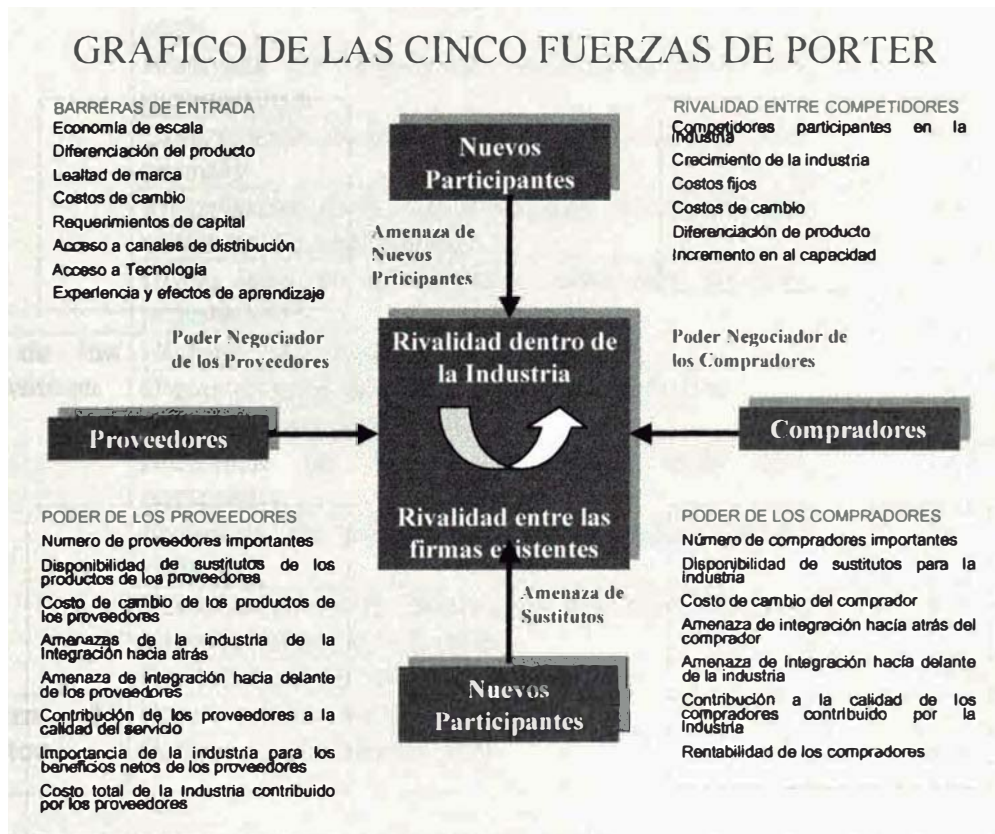 GRAFICO DE LAS CINCO FUERZAS DE PORTER
BARRERAS DE ENTRADA
Economía de escala
Diferenciación del producto
Lealtad de marca
Costos de cambio
Requerimientos de capital
Acceso a canales de distribución
Acceso a Tecnología
Experiencia y efectos de aprendizaje
Nuevos
Participantes
Amenaza de
Nuevos
Prticipantes
RIVALIDAD ENTRE COMPETIDORES
Competidores participantes en la
industria
Crecimiento de la industria
Costos fijos
Costos de cambio
Diferenciación de producto
Incremento en al capacidad
Poder Negociador
de los Proveedores
Proveedores
Rivalidad dentro de
la Industria
Rivalidad entre las
firmas existentes
Poder Negociador de
los Compradores
Compradores
PODER DE LOS PROVEEDORES
Numero de proveedores importantes
Disponibilidad de sustitutos de los
productos de los proveedores
Costo de cambio de los productos de
los proveedores
Amenazas de la industria de la
Integración hacia atrás
Amenaza de integración hacia delante
de los proveedores
Contribución de los proveedores a la
calidad del servicio
Importancia de la industria para los
beneficios netos de los proveedores
Costo total de la Industria contribuido
por los proveedores
Amenaza de
Sustitutos
Nuevos
Participantes
PODER DE LOS COMPRADORES
Número de compradores importantes
Disponibilidad de sustitutos para la
industria
Costo de cambio del comprador
Amenaza de integración hacía atrás del
comprador
Amenaza de integración hacía delante
de la industria
Contribución a la calidad de los
compradores contribuido por la
Industria
Rentabilidad de los compradores